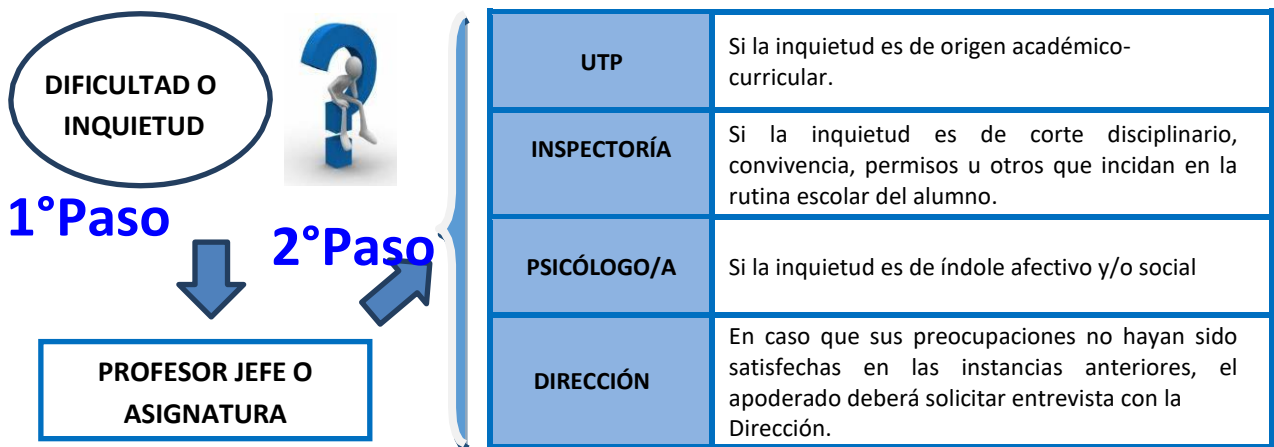 DIFICULTAD O
INQUIETUD
1°Paso
2°Paso
PROFESOR JEFE O
ASIGNATURA
UTP
Si la inquietud es de origen académico-
curricular.
INSPECTORÍA
Si la inquietud es de corte disciplinario,
convivencia, permisos u otros que incidan en la
rutina escolar del alumno.
PSICÓLOGO/A
Si la inquietud es de índole afectivo y/o social
DIRECCIÓN
En caso que sus preocupaciones no hayan sido
satisfechas en las instancias anteriores, el
apoderado deberá solicitar entrevista con la
Dirección.